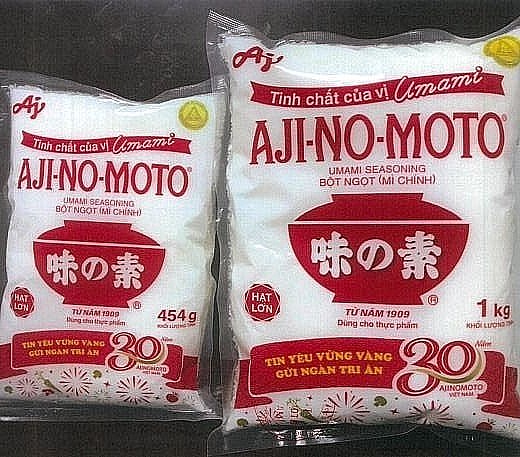 Aj
Tinh chất của vị Umami
AJI-NO-MOTO®
UMAMI SEASONING
BỘT NGỌT (MÌ CHÍNH)
味の素
®
HẠT
LỚN
TỪ NĂM 1909
Dùng cho thực phẩm
454g
KHỐI LƯỢNG TỊNH
TIN YÊU VỮNG VÀNG
GỬI NGÀN TRI ÂN
30 Năm
AJINOMOTO
VIỆT NAM
Aj
Tinh chất của vị Umami
AJI-NO-MOTO®
UMAMI SEASONING
BỘT NGỌT (MÌ CHÍNH)
味の素
®
HẠT
LỚN
TỪ NĂM 1909
Dùng cho thực phẩm
1 kg
KHỐI LƯỢNG TỊNH
TIN YÊU VỮNG VÀNG
GỬI NGÀN TRI ÂN
30 Năm
AJINOMOTO
VIỆT NAM